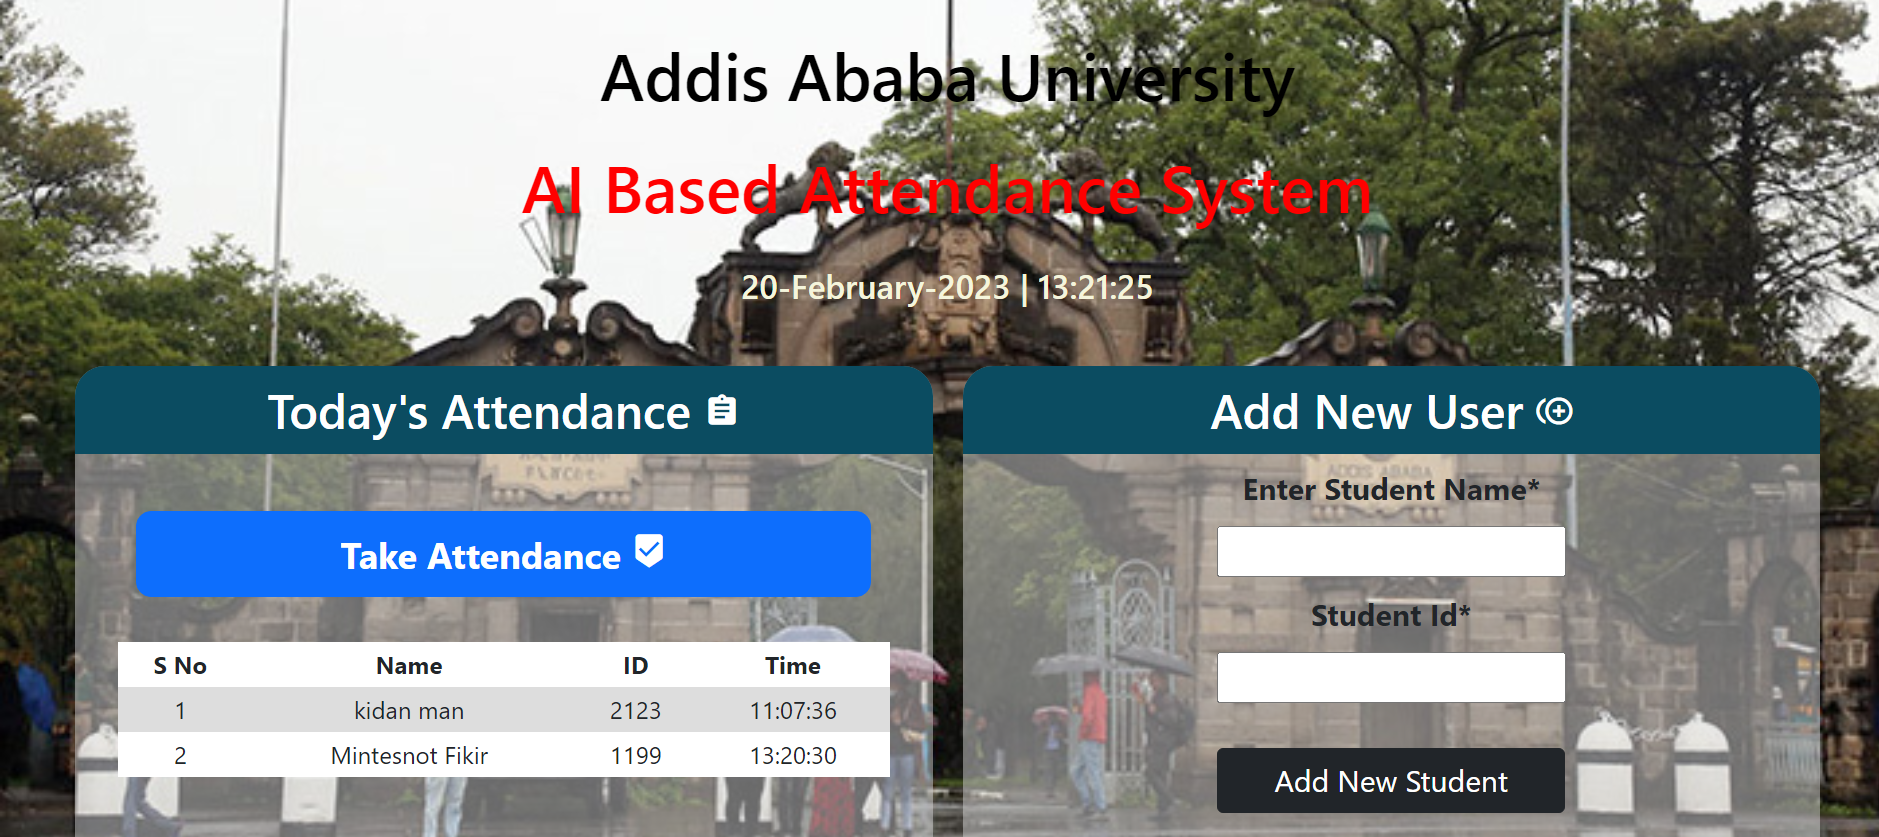 Addis Ababa University
AI Based Attendance System
20-February-2023 | 13:21:25
Today's Attendance
Take Attendance
S No Name ID Time
1 kidan man 2123 11:07:36
2 Mintesnot Fikir 1199 13:20:30
Add New User
ADDIS ABABA
Enter Student Name*
Student Id*
Add New Student